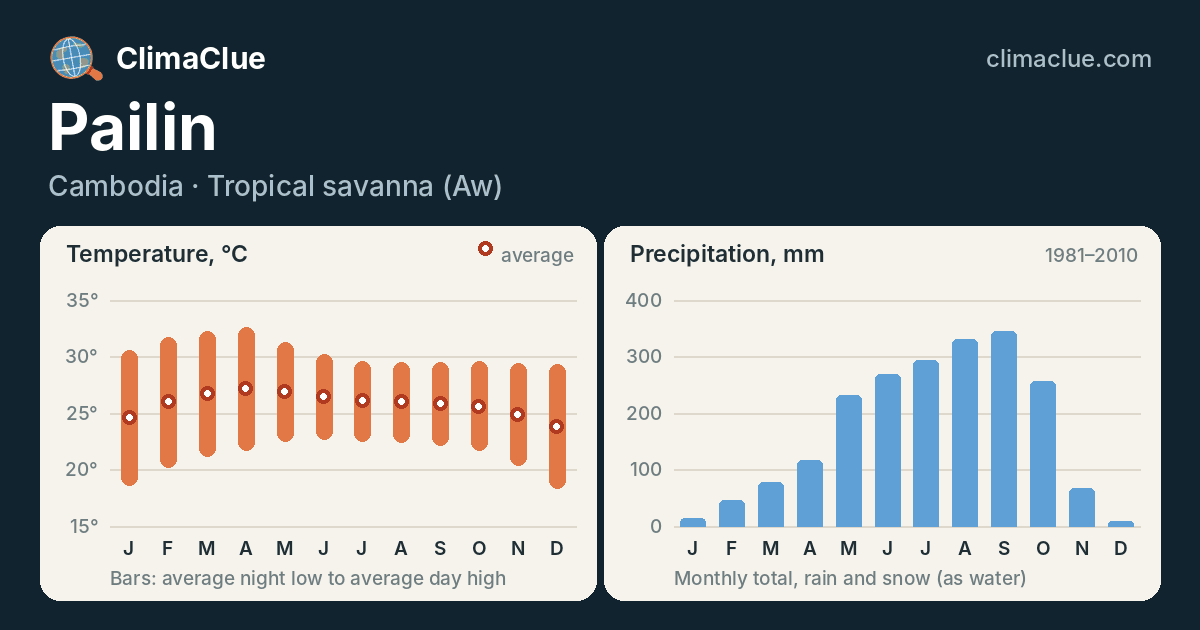 ClimaClue
climaclue.com
Pailin
Cambodia · Tropical savanna (Aw)
Temperature, °C
average
35°
30°
25°
20°
15°
J F M A M J J A S O N D
Bars: average night low to average day high
Precipitation, mm
1981–2010
400
300
200
100
0
J F M A M J J A S O N D
Monthly total, rain and snow (as water)